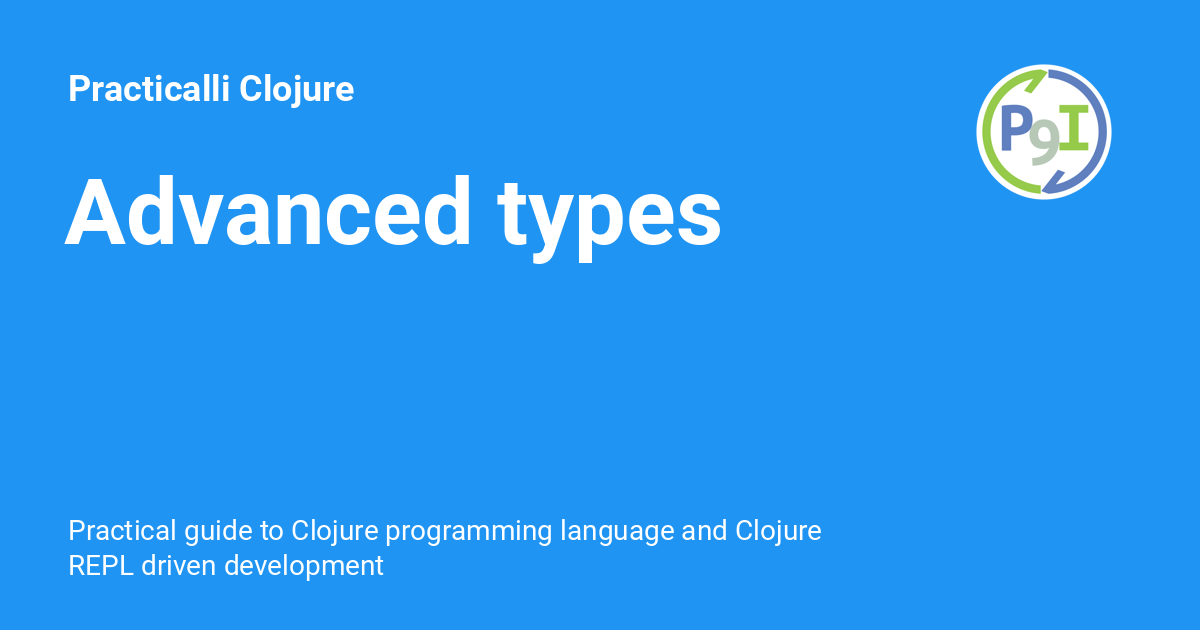 Practicalli Clojure
P9I
Advanced types
Practical guide to Clojure programming language and Clojure
REPL driven development